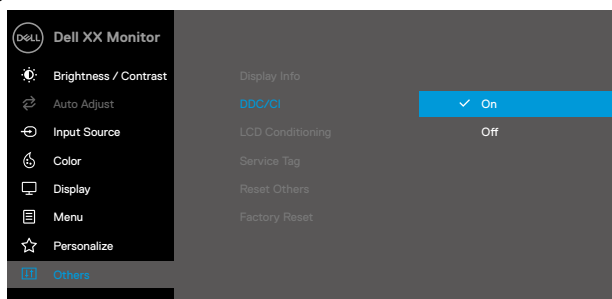 DELL Dell XX Monitor
Brightness / Contrast
Display Info
Auto Adjust
DDC/CI
On
Input Source
LCD Conditioning
Off
Color
Service Tag
Display
Reset Others
Menu
Factory Reset
Personalize
Others